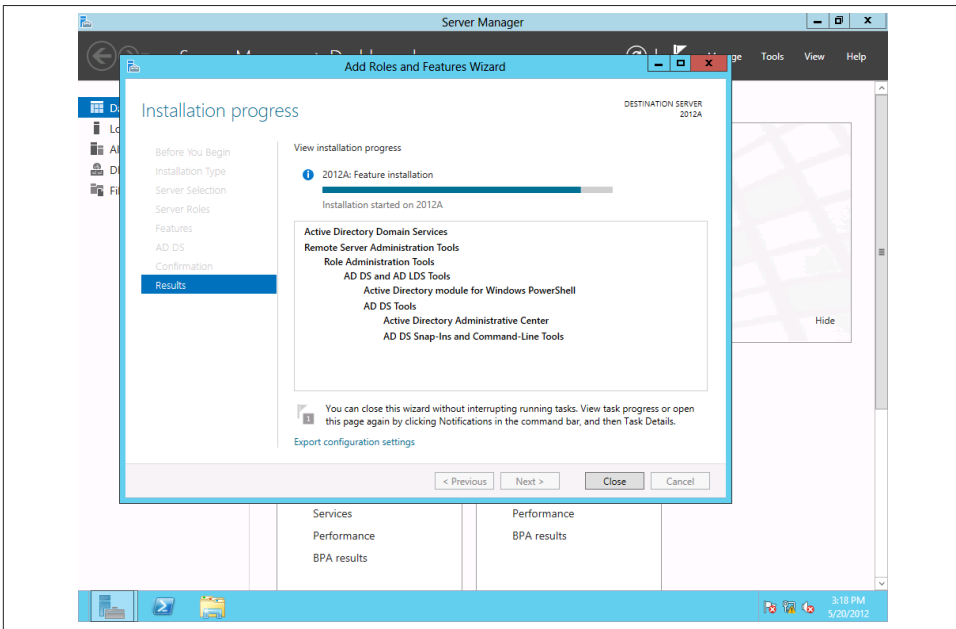 Server Manager
Tools View Help
Add Roles and Features Wizard
Installation progress
DESTINATION SERVER
2012A
Before You Begin
Installation Type
Server Selection
Server Roles
Features
AD DS
Confirmation
Results
View installation progress
2012A: Feature installation
Installation started on 2012A
Active Directory Domain Services
Remote Server Administration Tools
Role Administration Tools
AD DS and AD LDS Tools
Active Directory module for Windows PowerShell
AD DS Tools
Active Directory Administrative Center
AD DS Snap-Ins and Command-Line Tools
Hide
1
You can close this wizard without interrupting running tasks. View task progress or open
this page again by clicking Notifications in the command bar, and then Task Details.
Export configuration settings
< Previous Next > Close Cancel
Services Performance
Performance BPA results
BPA results
3:18 PM
5/20/2012